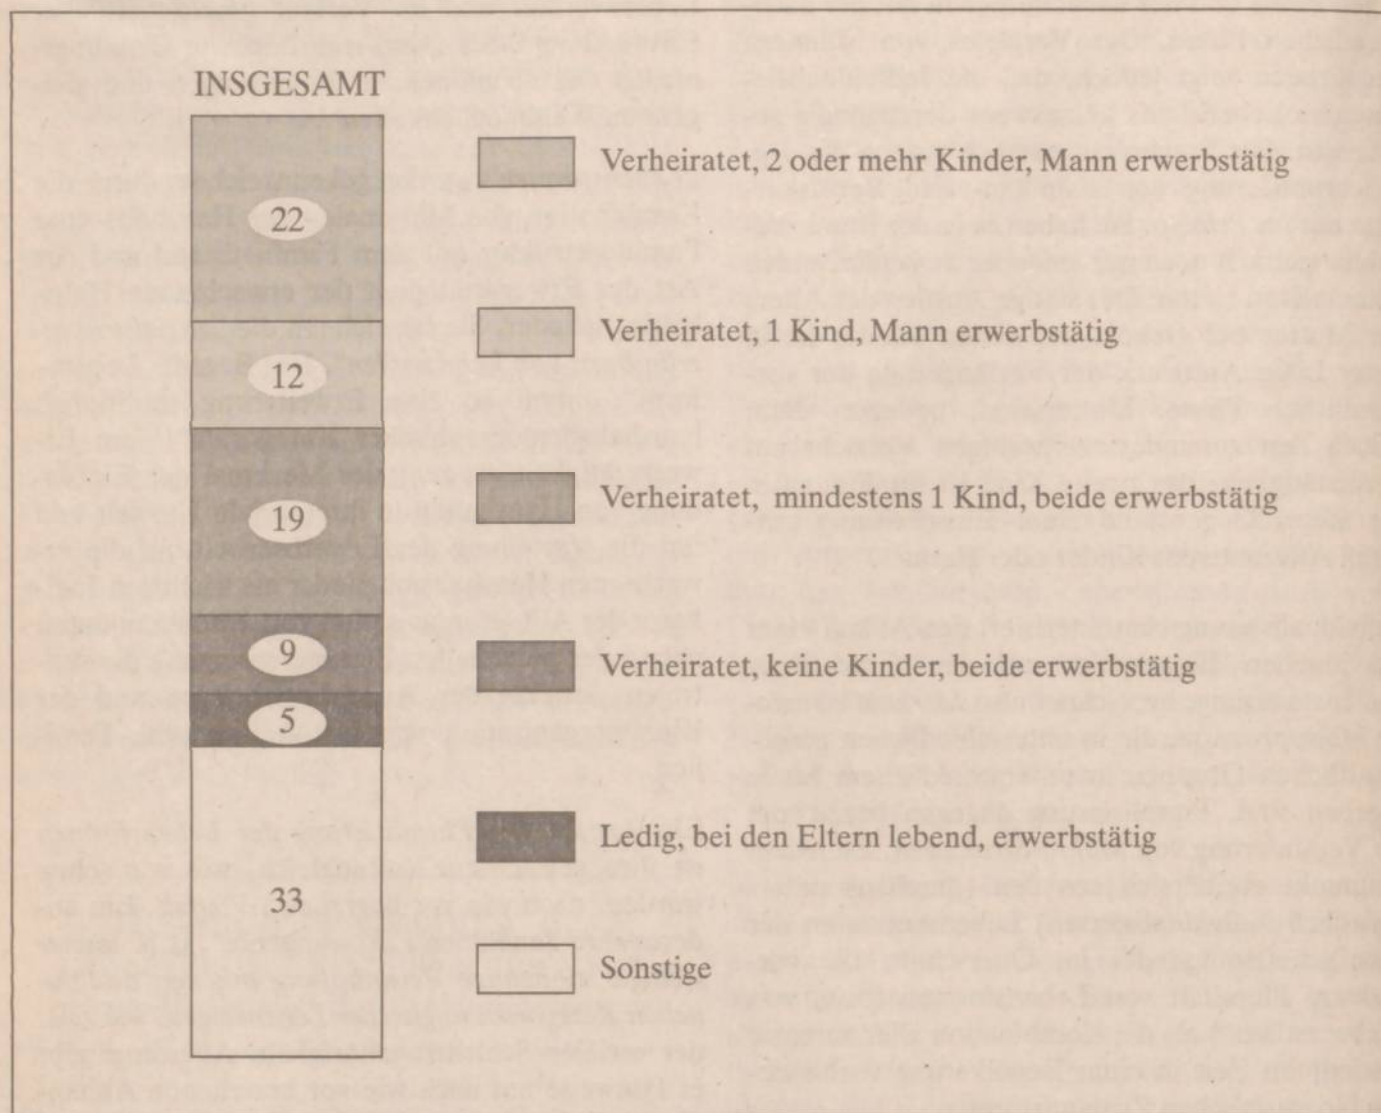 INSGESAMT
22
12
19
9
5
33
Verheiratet, 2 oder mehr Kinder, Mann erwerbstätig
Verheiratet, 1 Kind, Mann erwerbstätig
Verheiratet, mindestens 1 Kind, beide erwerbstätig
Verheiratet, keine Kinder, beide erwerbstätig
Ledig, bei den Eltern lebend, erwerbstätig
Sonstige